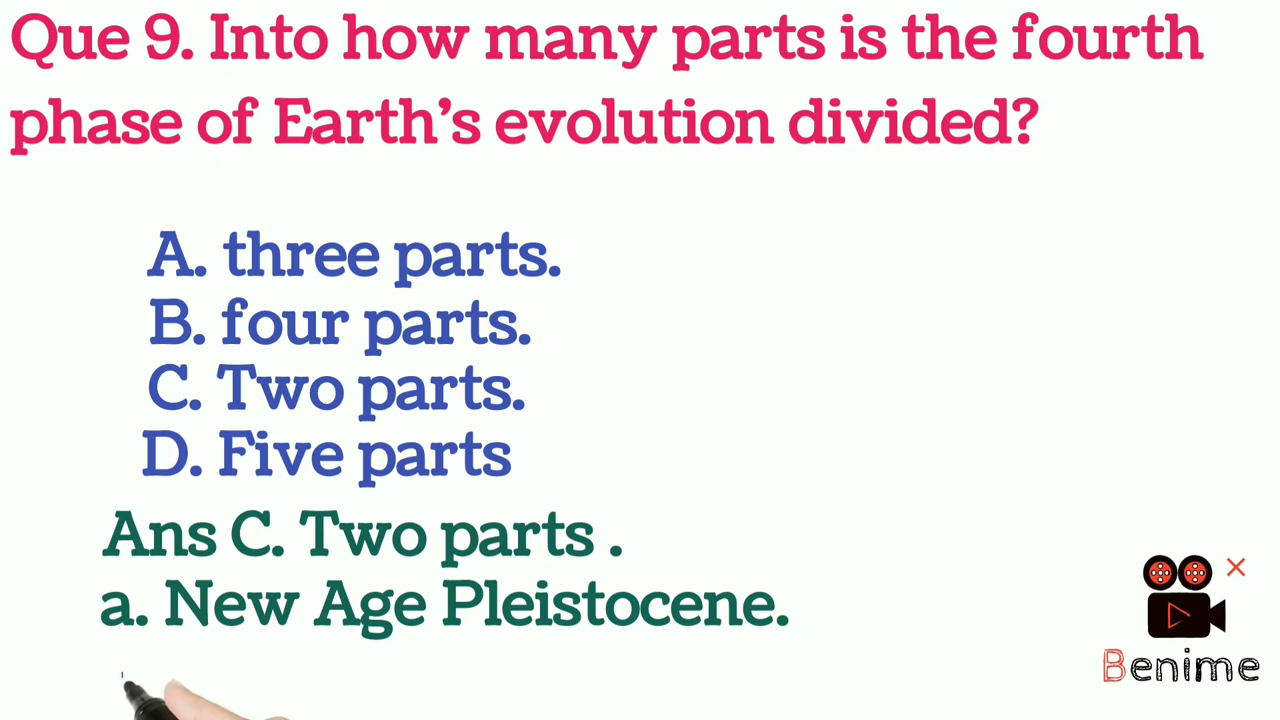 Que 9. Into how many parts is the fourth
phase of Earth's evolution divided?
A. three parts.
B. four parts.
C. Two parts.
D. Five parts
Ans C. Two parts .
a. New Age Pleistocene.
Benime